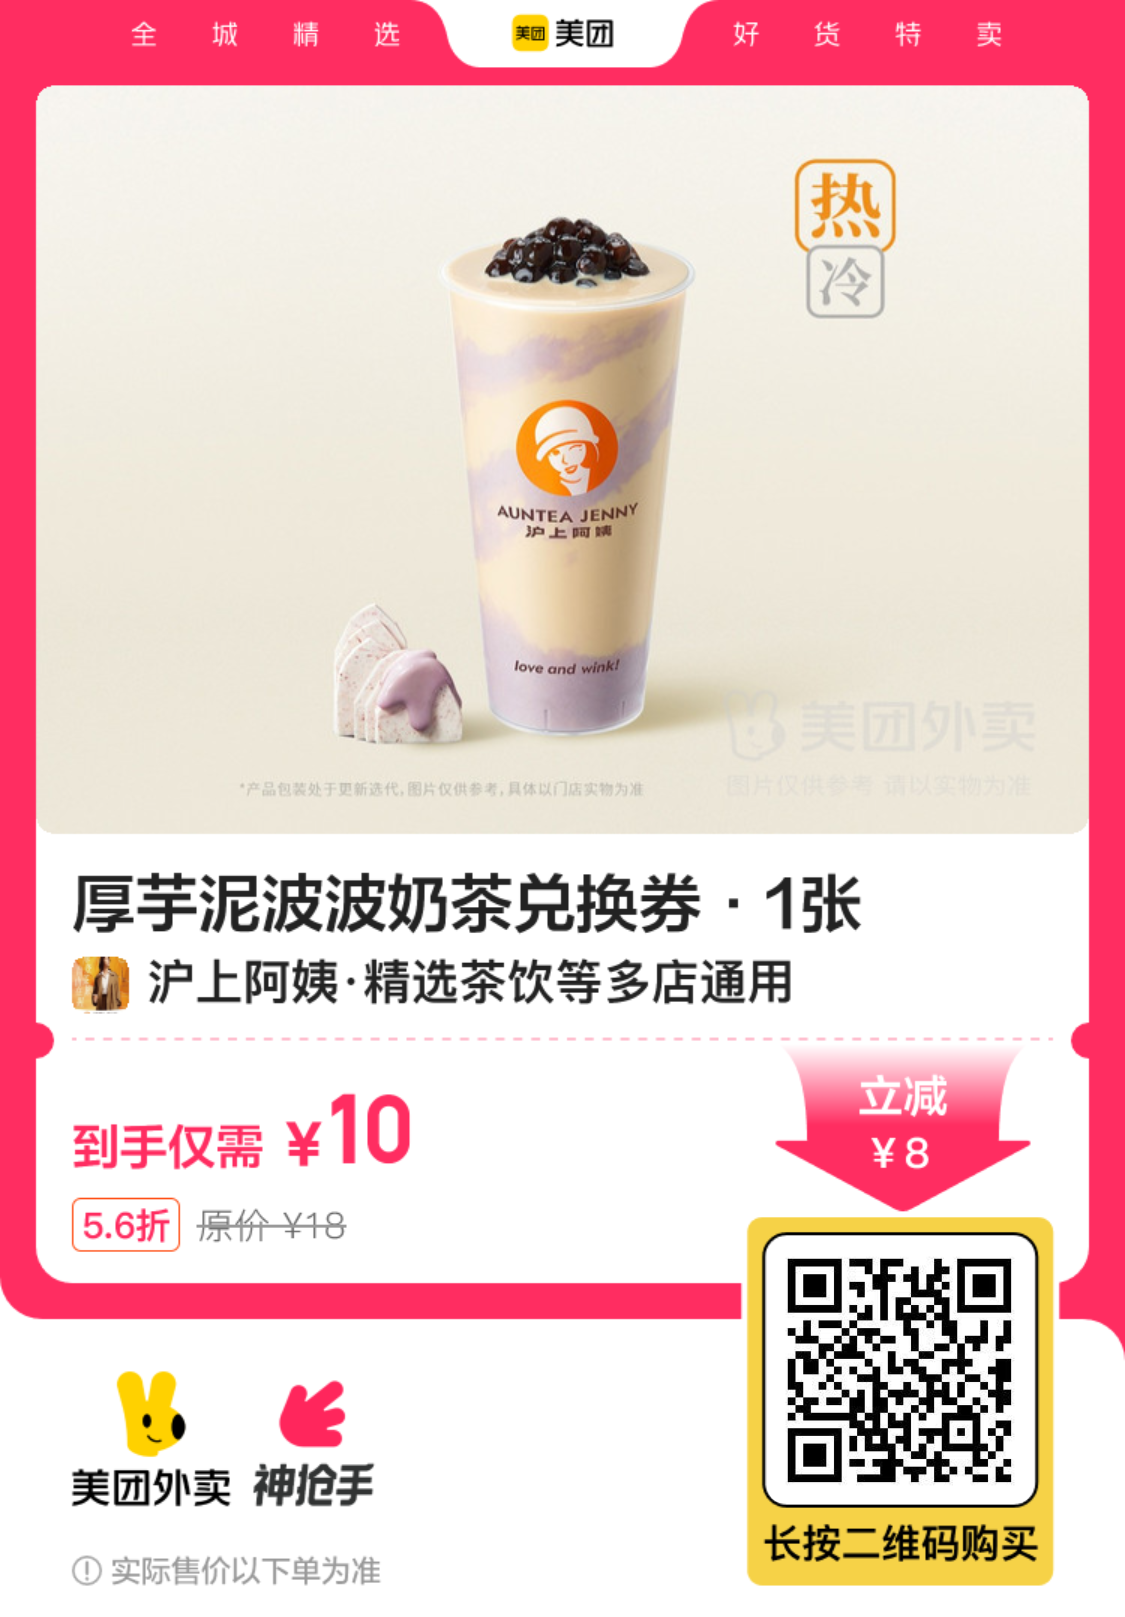 全城精选
美团 美团
好货特卖
热
冷
AUNTEA JENNY
沪上阿姨
love and wink!
美团外卖
图片仅供参考 请以实物为准
*产品包装处于更新迭代,图片仅供参考,具体以门店实物为准
厚芋泥波波奶茶兑换券 · 1张
沪上阿姨·精选茶饮等多店通用
到手仅需 ¥10
立减
¥8
5.6折 原价 ¥18
美团外卖 神抢手
长按二维码购买
实际售价以下单为准